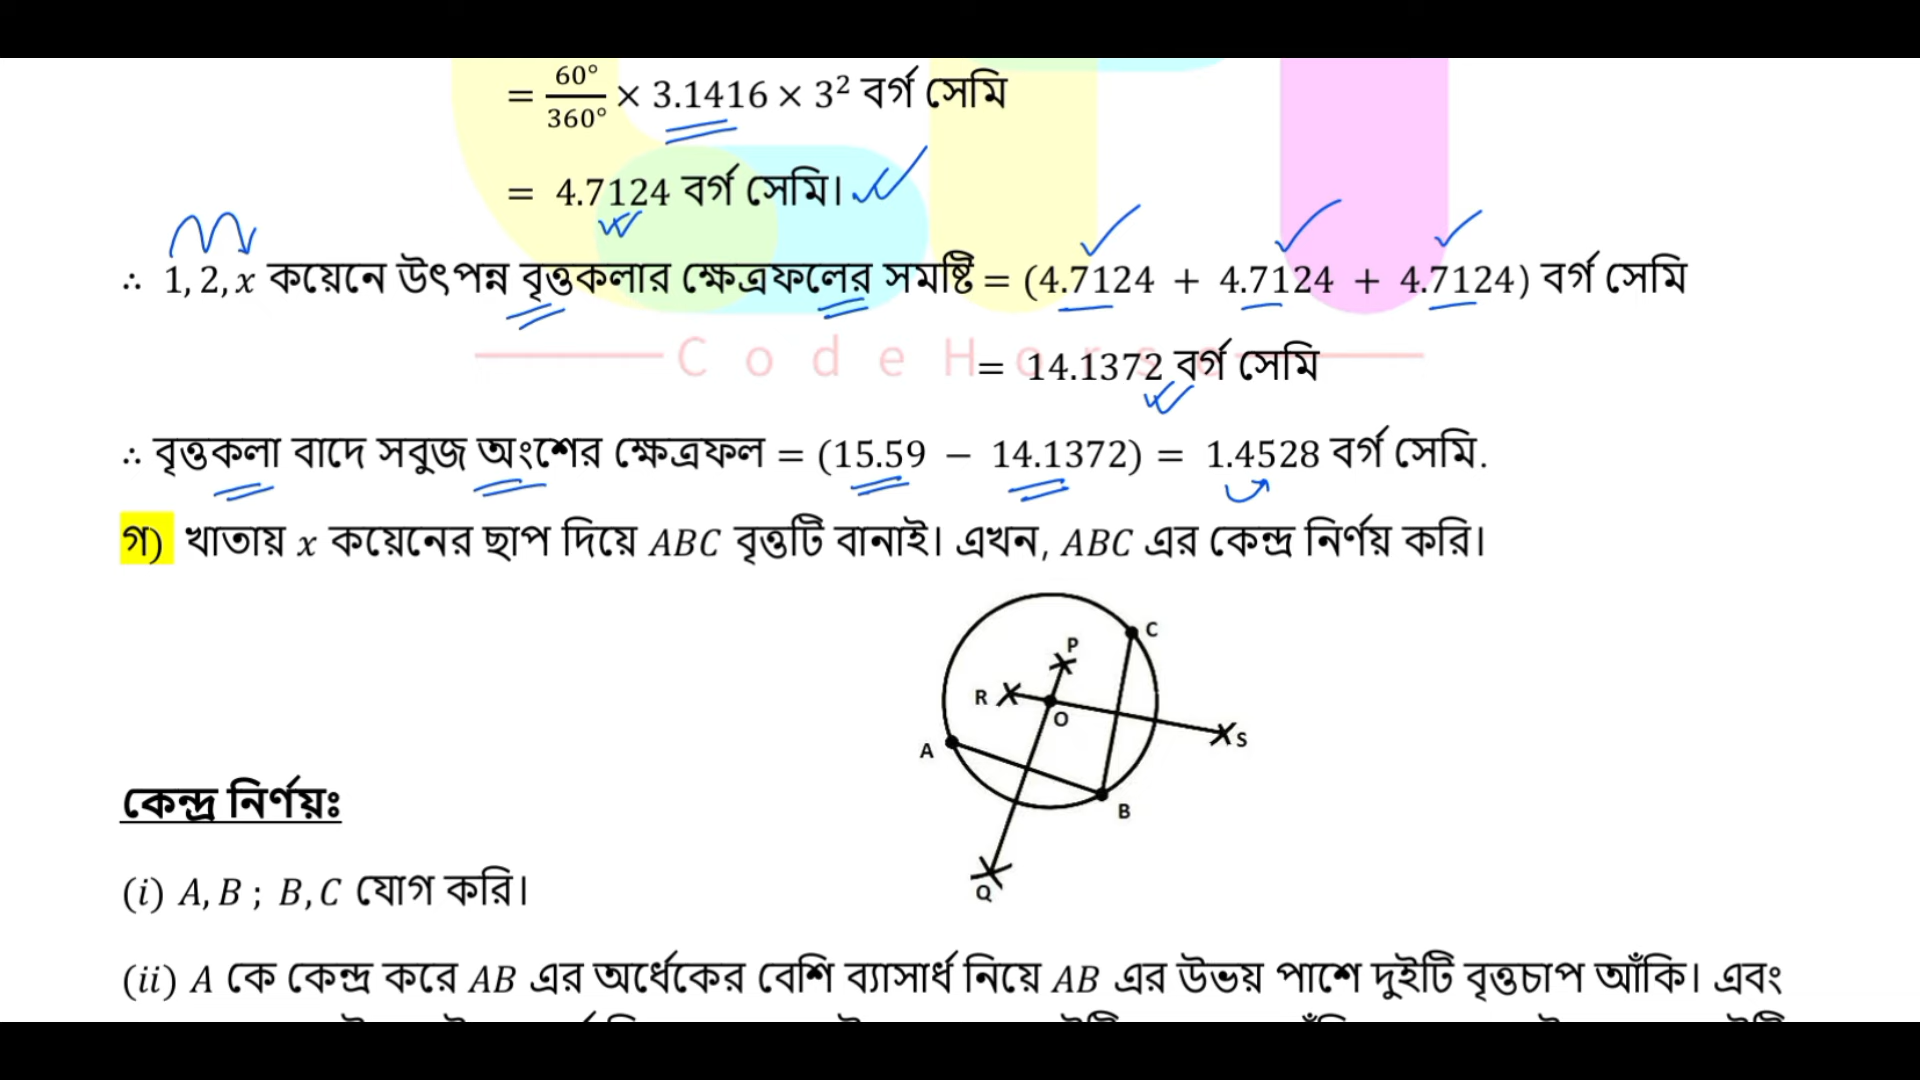 = 60°/360° × 3.1416 × 3² বর্গ সেমি
= 4.7124 বর্গ সেমি।
∴ 1, 2, x কয়েনে উৎপন্ন বৃত্তকলার ক্ষেত্রফলের সমষ্টি = (4.7124 + 4.7124 + 4.7124) বর্গ সেমি
CodeHorse
= 14.1372 বর্গ সেমি
∴ বৃত্তকলা বাদে সবুজ অংশের ক্ষেত্রফল = (15.59 − 14.1372) = 1.4528 বর্গ সেমি.
গ) খাতায় x কয়েনের ছাপ দিয়ে ABC বৃত্তটি বানাই। এখন, ABC এর কেন্দ্র নির্ণয় করি।
C
P
R
O
S
A
B
Q
কেন্দ্র নির্ণয়ঃ
(i) A, B ; B, C যোগ করি।
(ii) A কে কেন্দ্র করে AB এর অর্ধেকের বেশি ব্যাসার্ধ নিয়ে AB এর উভয় পাশে দুইটি বৃত্তচাপ আঁকি। এবং